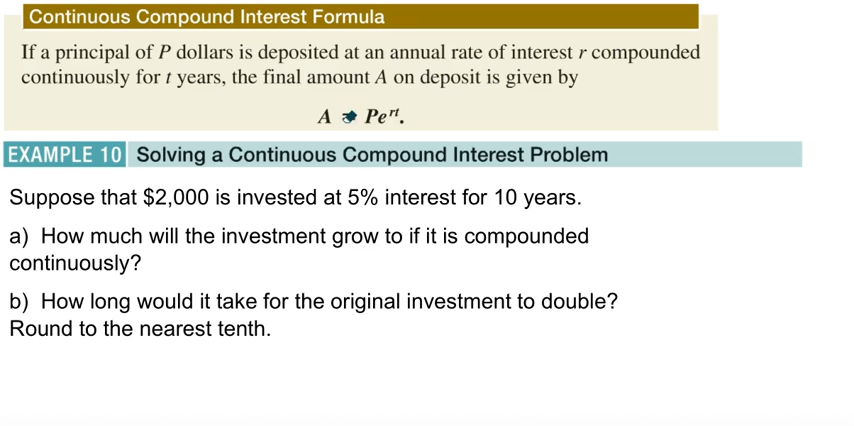 Continuous Compound Interest Formula
If a principal of P dollars is deposited at an annual rate of interest r compounded
continuously for t years, the final amount A on deposit is given by
A Peʳᵗ.
EXAMPLE 10 Solving a Continuous Compound Interest Problem
Suppose that $2,000 is invested at 5% interest for 10 years.
a) How much will the investment grow to if it is compounded
continuously?
b) How long would it take for the original investment to double?
Round to the nearest tenth.